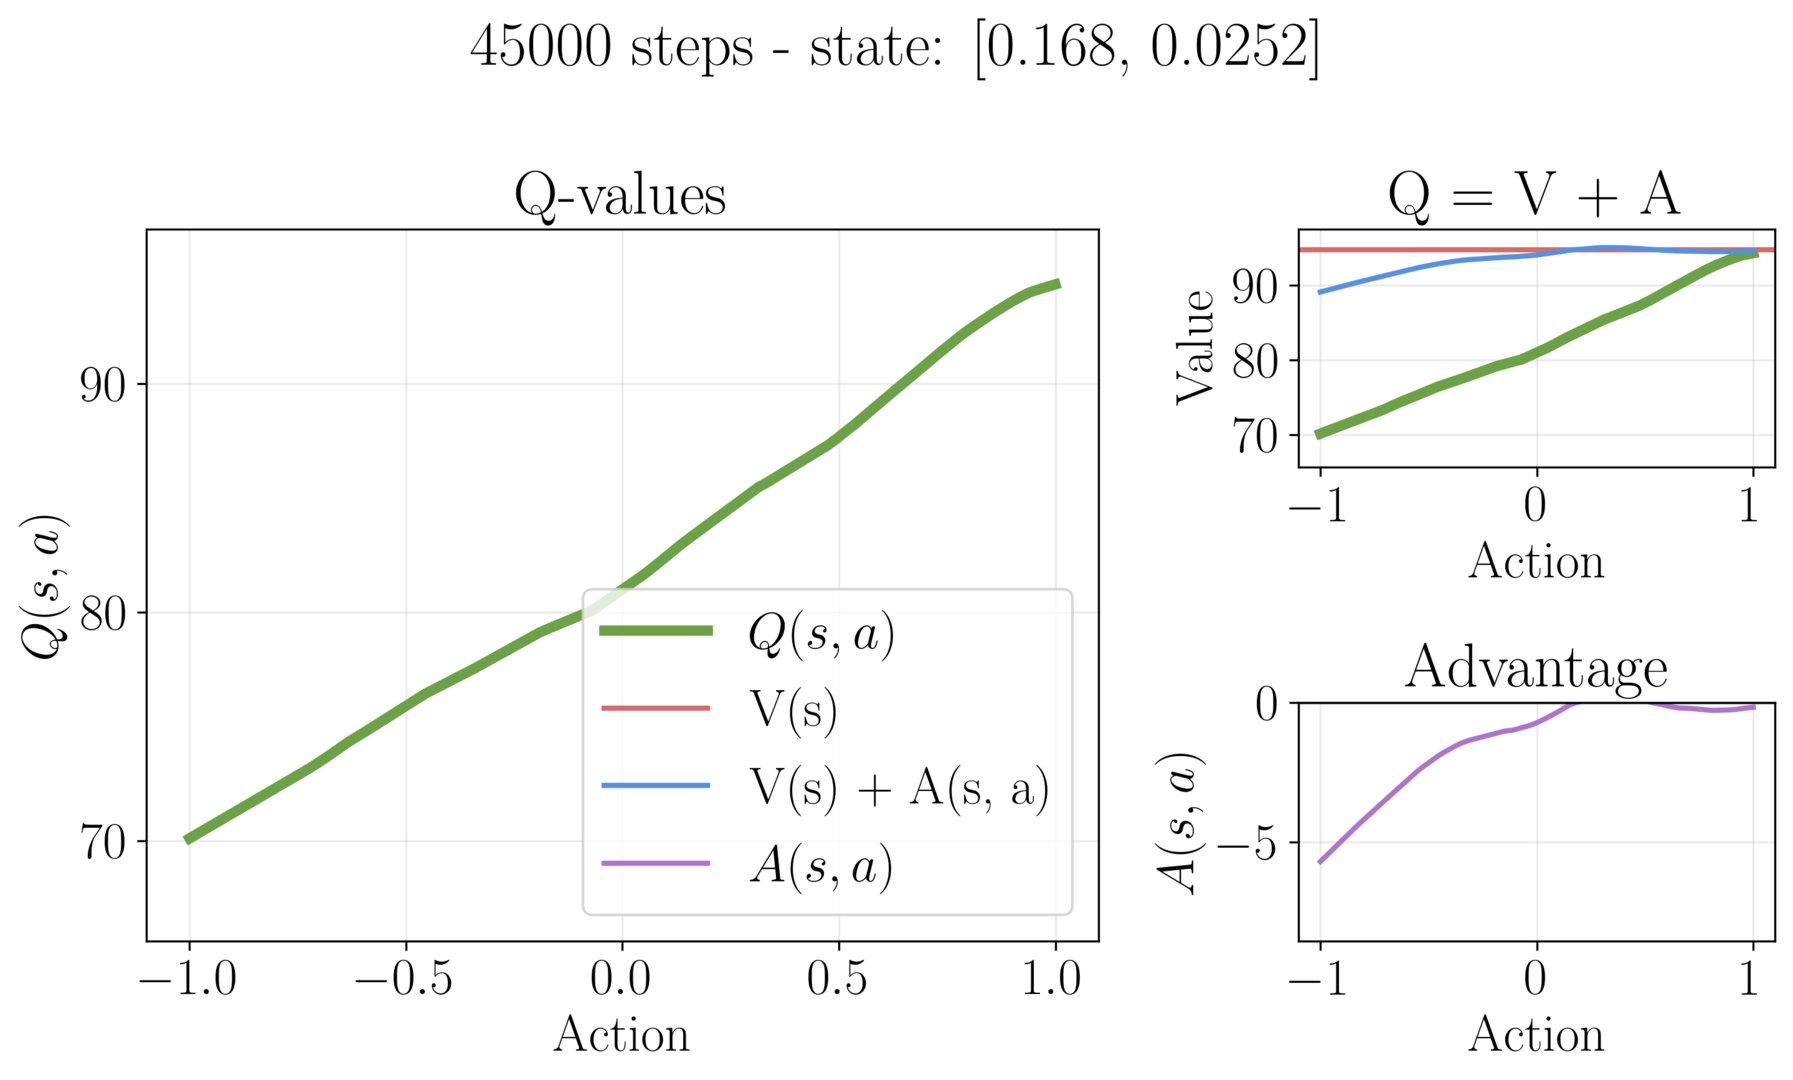 45000 steps - state: [0.168, 0.0252]
Q-values
Q(s, a)
90
80
70
−1.0 −0.5 0.0 0.5 1.0
Action
Q(s, a)
V(s)
V(s) + A(s, a)
A(s, a)
Q = V + A
Value
90
80
70
−1 0 1
Action
Advantage
A(s, a)
0
−5
−1 0 1
Action